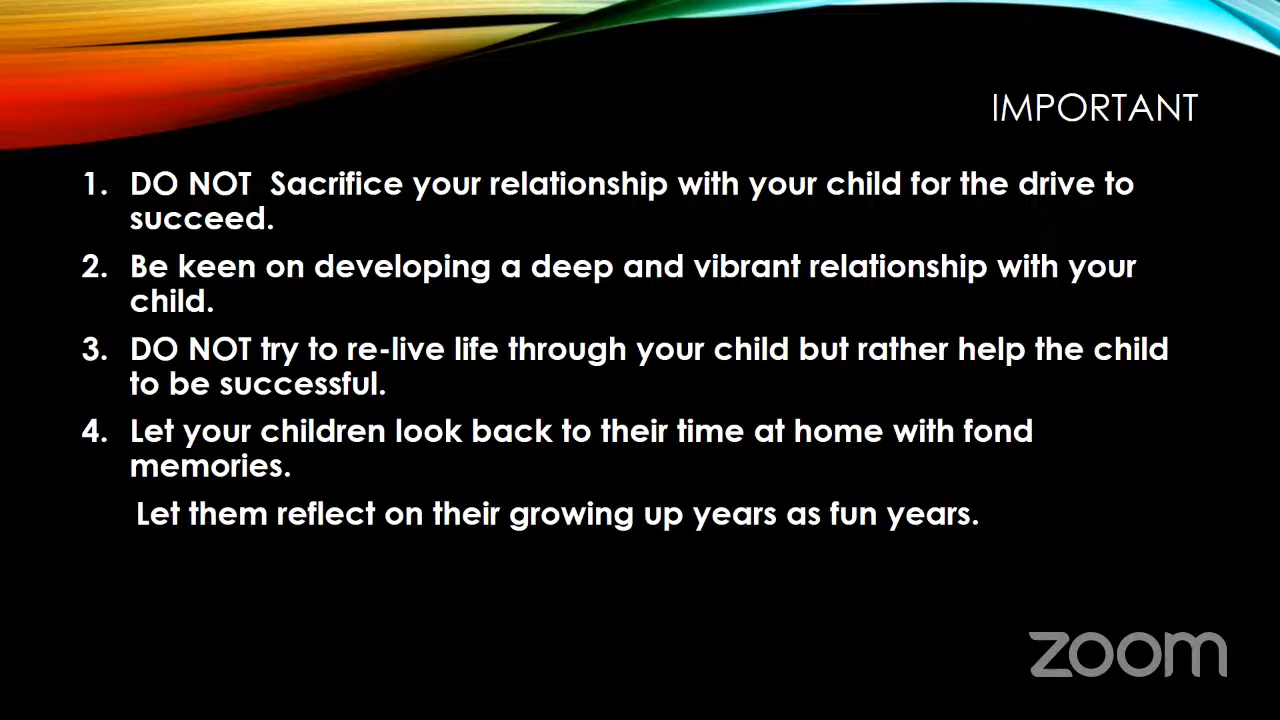 IMPORTANT
1. DO NOT  Sacrifice your relationship with your child for the drive to
succeed.
2. Be keen on developing a deep and vibrant relationship with your
child.
3. DO NOT try to re-live life through your child but rather help the child
to be successful.
4. Let your children look back to their time at home with fond
memories.
Let them reflect on their growing up years as fun years.
zoom